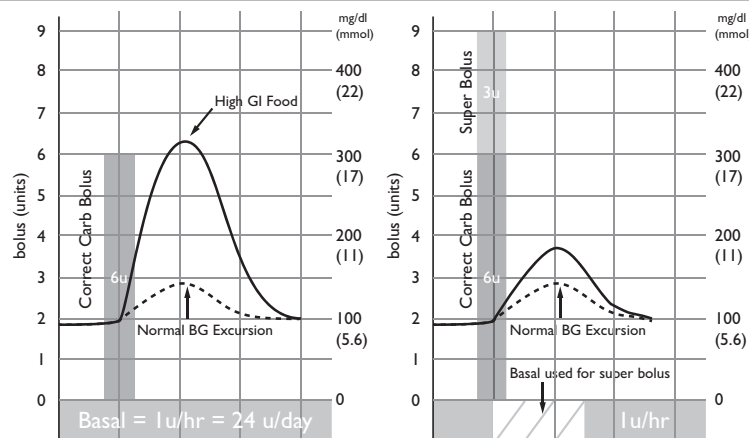 mg/dl
(mmol)
9
8
7
6
5
4
3
2
1
0
bolus (units)
Correct Carb Bolus
6u
High GI Food
Normal BG Excursion
400
(22)
300
(17)
200
(11)
100
(5.6)
0
Basal = 1u/hr = 24 u/day
mg/dl
(mmol)
9
8
7
6
5
4
3
2
1
0
bolus (units)
Super Bolus
3u
Correct Carb Bolus
6u
Normal BG Excursion
Basal used for super bolus
400
(22)
300
(17)
200
(11)
100
(5.6)
0
1u/hr